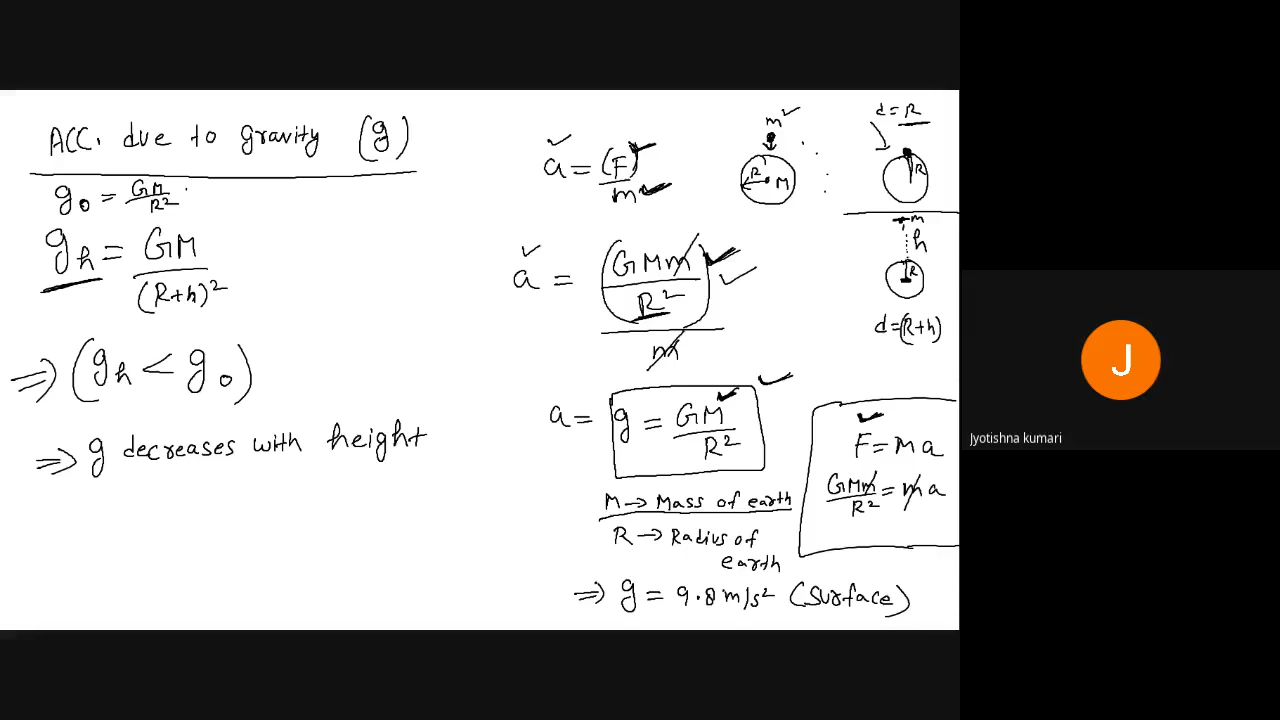 Acc. due to gravity (g)
g₀ = GM/R²
gₕ = GM/(R+h)²
⇒ (gₕ < g₀)
⇒ g decreases with height
a = (F)/m
a = (GMm/R²)/m
a = g = GM/R²
M → Mass of earth
R → Radius of
earth
⇒ g = 9.8 m/s² (Surface)
m
R
M
d = R
R
m
h
R
d = (R+h)
F = ma
GMm/R² = ma
J
Jyotishna kumari